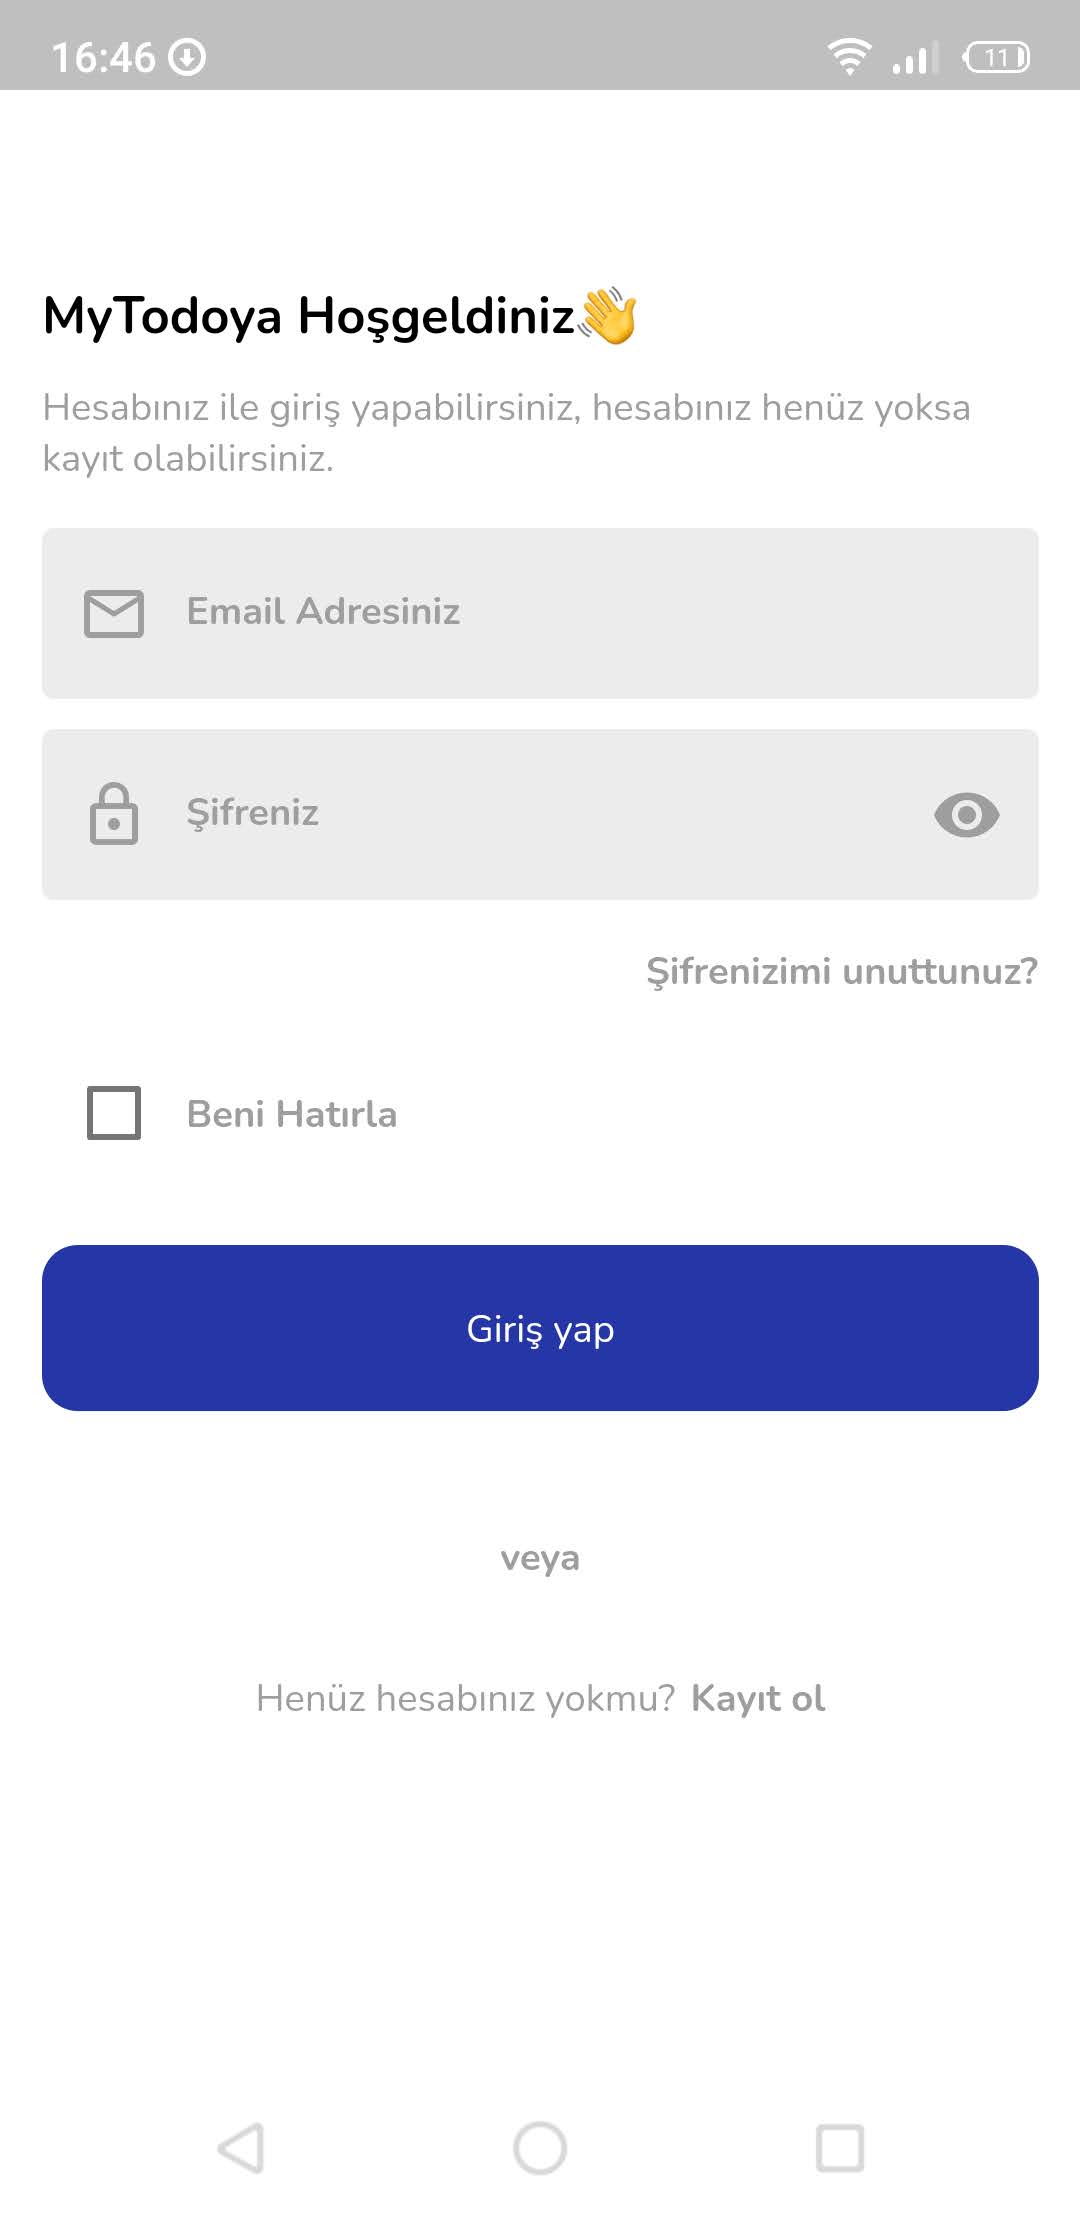 16:46
11
MyTodoya Hoşgeldiniz👋
Hesabınız ile giriş yapabilirsiniz, hesabınız henüz yoksa
kayıt olabilirsiniz.
Email Adresiniz
Şifreniz
Şifrenizimi unuttunuz?
Beni Hatırla
Giriş yap
veya
Henüz hesabınız yokmu? Kayıt ol